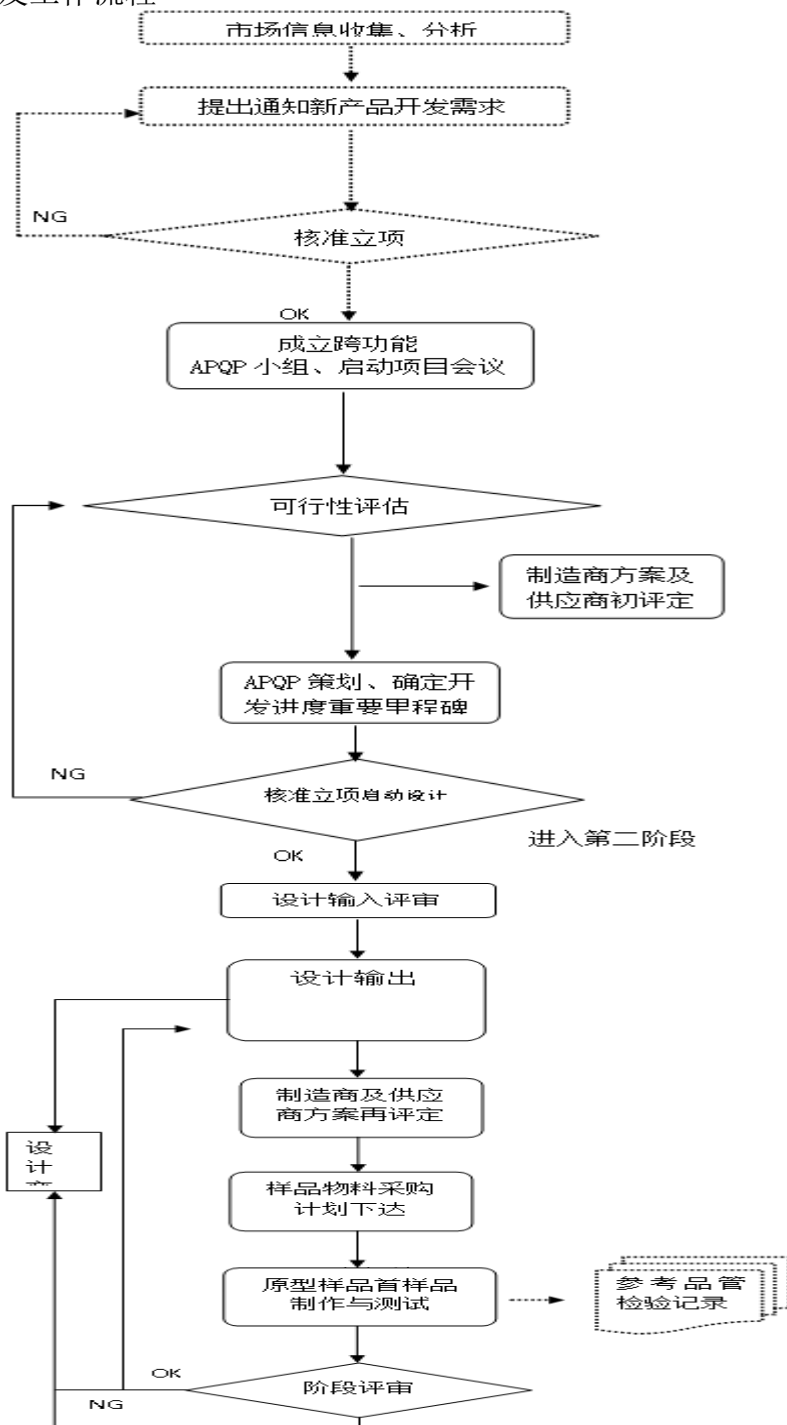 发工作流程
市场信息收集、分析
提出通知新产品开发需求
NG
核准立项
OK
成立跨功能
APQP 小组、启动项目会议
可行性评估
制造商方案及
供应商初评定
APQP 策划、确定开
发进度重要里程碑
NG
核准立项启动设计
进入第二阶段
OK
设计输入评审
设计输出
制造商及供应
商方案再评定
设
计
样品物料采购
计划下达
原型样品首样品
制作与测试
参考品管
检验记录
OK
阶段评审
NG